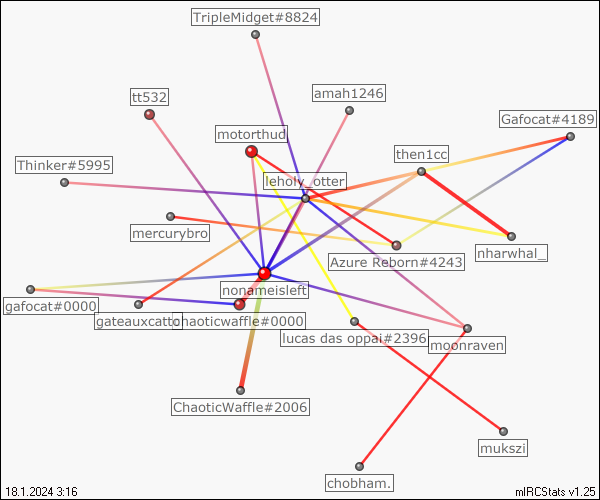 TripleMidget#8824
amah1246
tt532
Gafocat#4189
motorthud
then1cc
Thinker#5995
leholy_otter
mercurybro
nharwhal_
Azure Reborn#4243
nonameisleft
gafocat#0000
gateauxcatto
chaoticwaffle#0000
lucas das oppai#2396
moonraven
ChaoticWaffle#2006
mukszi
chobham.
18.1.2024 3:16
mIRCStats v1.25